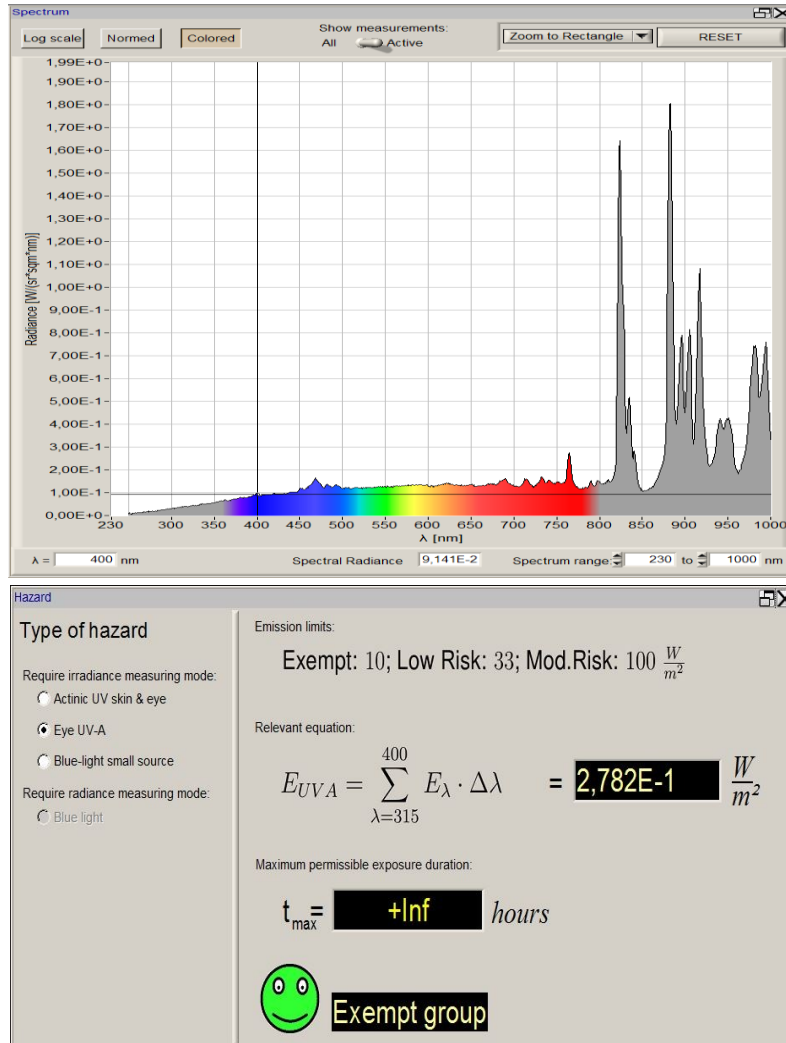 Spectrum
Log scale Normed Colored Show measurements: All Active Zoom to Rectangle RESET
1,99E+0
1,90E+0
1,80E+0
1,70E+0
1,60E+0
1,50E+0
1,40E+0
1,30E+0
1,20E+0
1,10E+0
1,00E+0
9,00E-1
8,00E-1
7,00E-1
6,00E-1
5,00E-1
4,00E-1
3,00E-1
2,00E-1
1,00E-1
0,00E+0
Radiance [W/(sr*sqm*nm)]
230 300 350 400 450 500 550 600 650 700 750 800 850 900 950 1000
λ [nm]
λ = 400 nm Spectral Radiance 9,141E-2 Spectrum range: 230 to 1000 nm
Hazard
Type of hazard
Require irradiance measuring mode:
Actinic UV skin & eye
Eye UV-A
Blue-light small source
Require radiance measuring mode:
Blue light
Emission limits:
Exempt: 10; Low Risk: 33; Mod.Risk: 100 W/m²
Relevant equation:
E_UVA = ∑_{λ=315}^{400} E_λ · Δλ = 2,782E-1 W/m²
Maximum permissible exposure duration:
t_max= +Inf hours
Exempt group